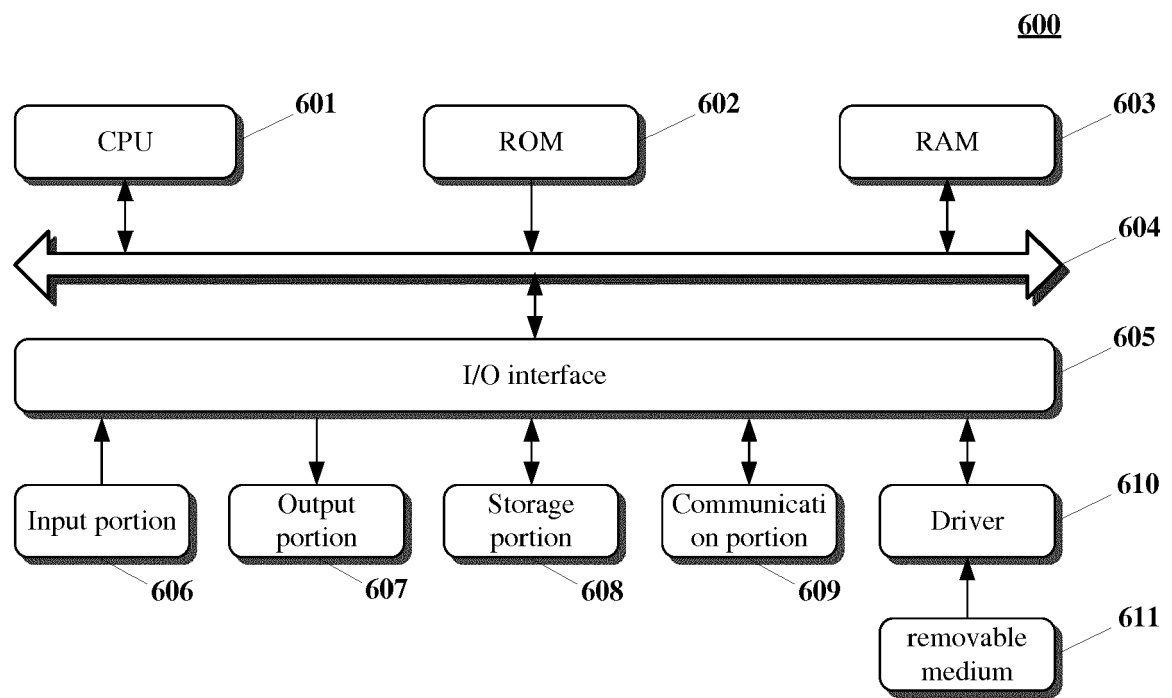 600
601
602
603
CPU
ROM
RAM
604
605
I/O interface
Input portion
Output
portion
Storage
portion
Communicati
on portion
Driver
610
606
607
608
609
removable
medium
611